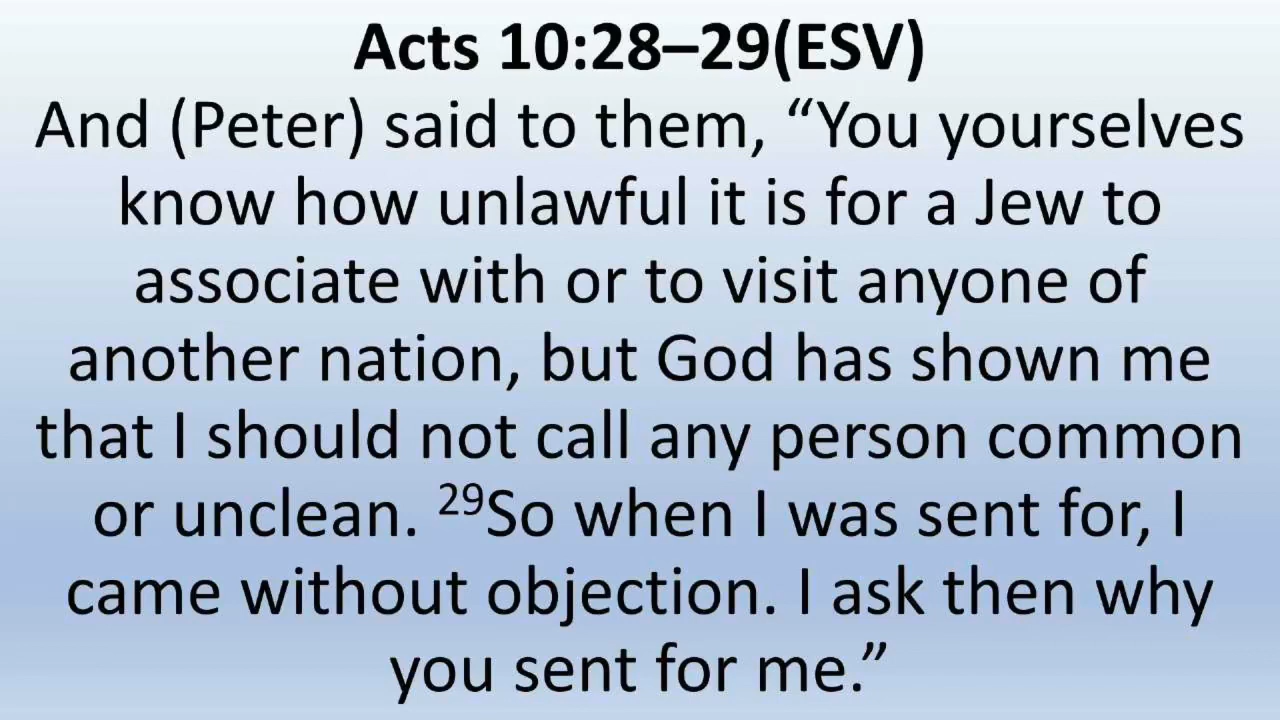 Acts 10:28–29(ESV)
And (Peter) said to them, “You yourselves
know how unlawful it is for a Jew to
associate with or to visit anyone of
another nation, but God has shown me
that I should not call any person common
or unclean. ²⁹So when I was sent for, I
came without objection. I ask then why
you sent for me.”